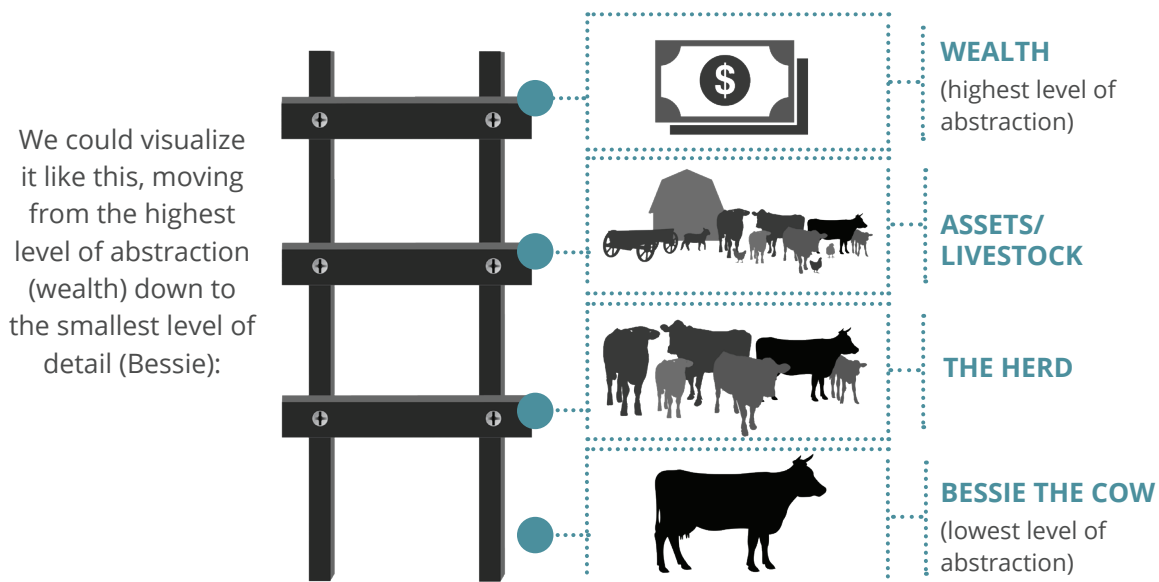 We could visualize
it like this, moving
from the highest
level of abstraction
(wealth) down to
the smallest level of
detail (Bessie):
$
WEALTH
(highest level of
abstraction)
ASSETS/
LIVESTOCK
THE HERD
BESSIE THE COW
(lowest level of
abstraction)